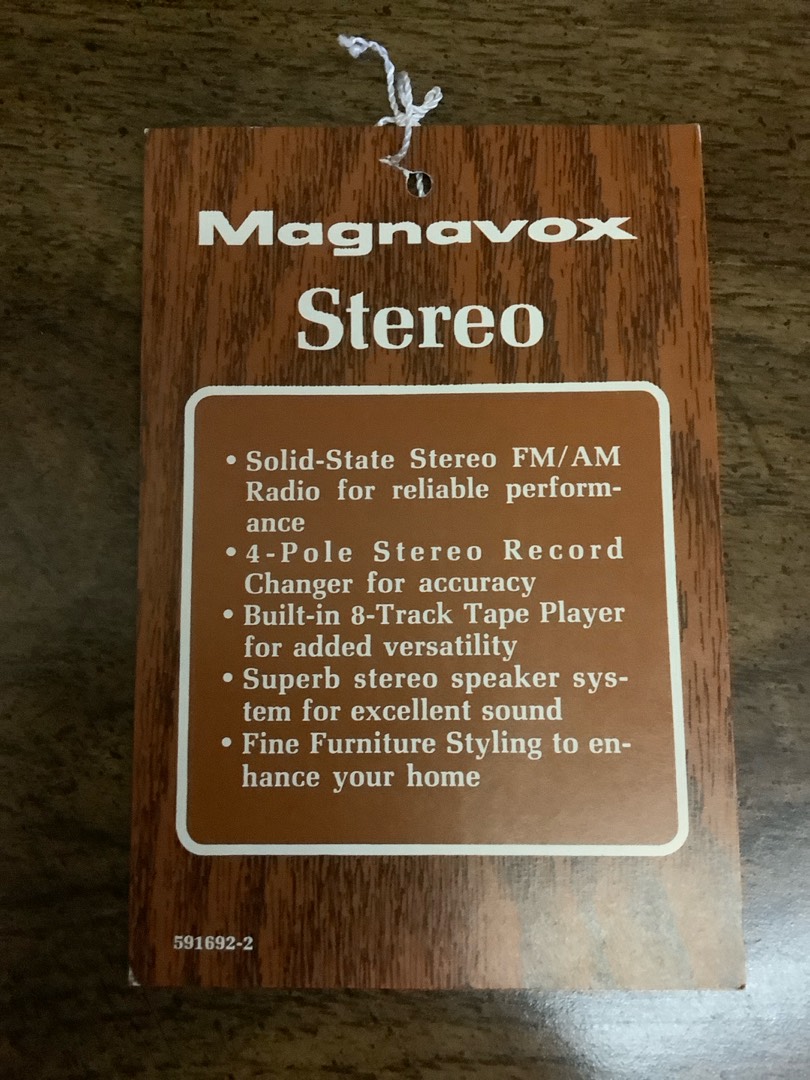 Magnavox
Stereo
• Solid-State Stereo FM/AM
Radio for reliable perform-
ance
• 4-Pole Stereo Record
Changer for accuracy
• Built-in 8-Track Tape Player
for added versatility
• Superb stereo speaker sys-
tem for excellent sound
• Fine Furniture Styling to en-
hance your home
591692-2